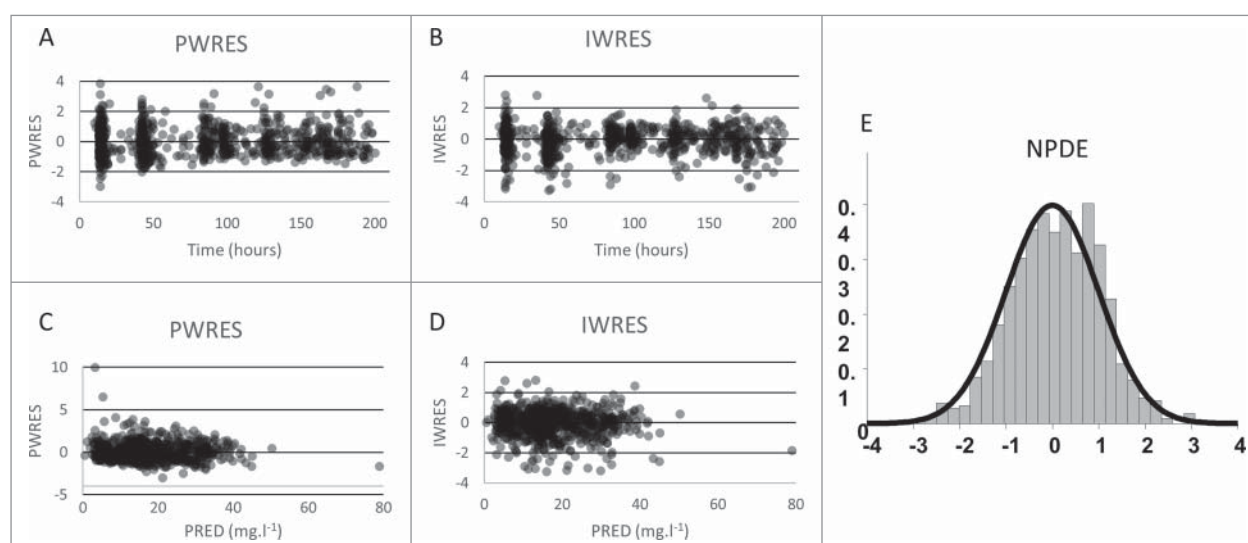 A
PWRES
PWRES
4
2
0
-2
-4
0 50 100 150 200
Time (hours)
B
IWRES
IWRES
4
2
0
-2
-4
0 50 100 150 200
Time (hours)
C
PWRES
PWRES
10
5
0
-5
0 20 40 60 80
PRED (mg.l-1)
D
IWRES
IWRES
4
2
0
-2
-4
0 20 40 60 80
PRED (mg.l-1)
E
NPDE
0.
4
0.
3
0.
2
0.
1
0
-4 -3 -2 -1 0 1 2 3 4